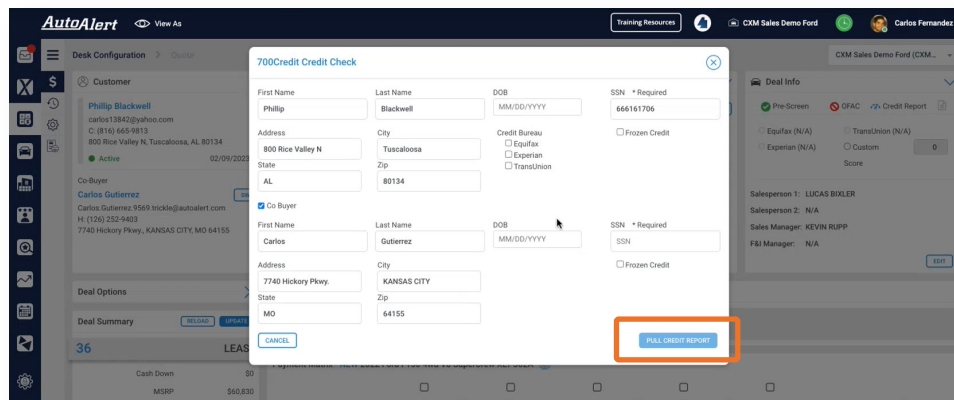 AutoAlert View As Training Resources CXM Sales Demo Ford Carlos Fernandez
Desk Configuration > Quote CXM Sales Demo Ford (CXM...
Customer
Phillip Blackwell
carlos13842@yahoo.com
C: (816) 665-9813
800 Rice Valley N, Tuscaloosa, AL 80134
Active 02/09/2023
Co-Buyer
Carlos Gutierrez
Carlos.Gutierrez.9569.trickle@autoalert.com
H: (126) 252-9403
7740 Hickory Pkwy., KANSAS CITY, MO 64155
Deal Options
Deal Summary RELOAD UPDATE
36 LEAS
Cash Down $0
MSRP $60,830
700Credit Credit Check
First Name Last Name DOB SSN * Required
Phillip Blackwell MM/DD/YYYY 666161706
Address City Credit Bureau Frozen Credit
800 Rice Valley N Tuscaloosa Equifax
Experian
State Zip TransUnion
AL 80134
Co Buyer
First Name Last Name DOB SSN * Required
Carlos Gutierrez MM/DD/YYYY SSN
Address City Frozen Credit
7740 Hickory Pkwy. KANSAS CITY
State Zip
MO 64155
CANCEL PULL CREDIT REPORT
Deal Info
Pre-Screen OFAC Credit Report
Equifax (N/A) TransUnion (N/A)
Experian (N/A) Custom 0
Score
Salesperson 1: LUCAS BIXLER
Salesperson 2: N/A
Sales Manager: KEVIN RUPP
F&I Manager: N/A
EDIT